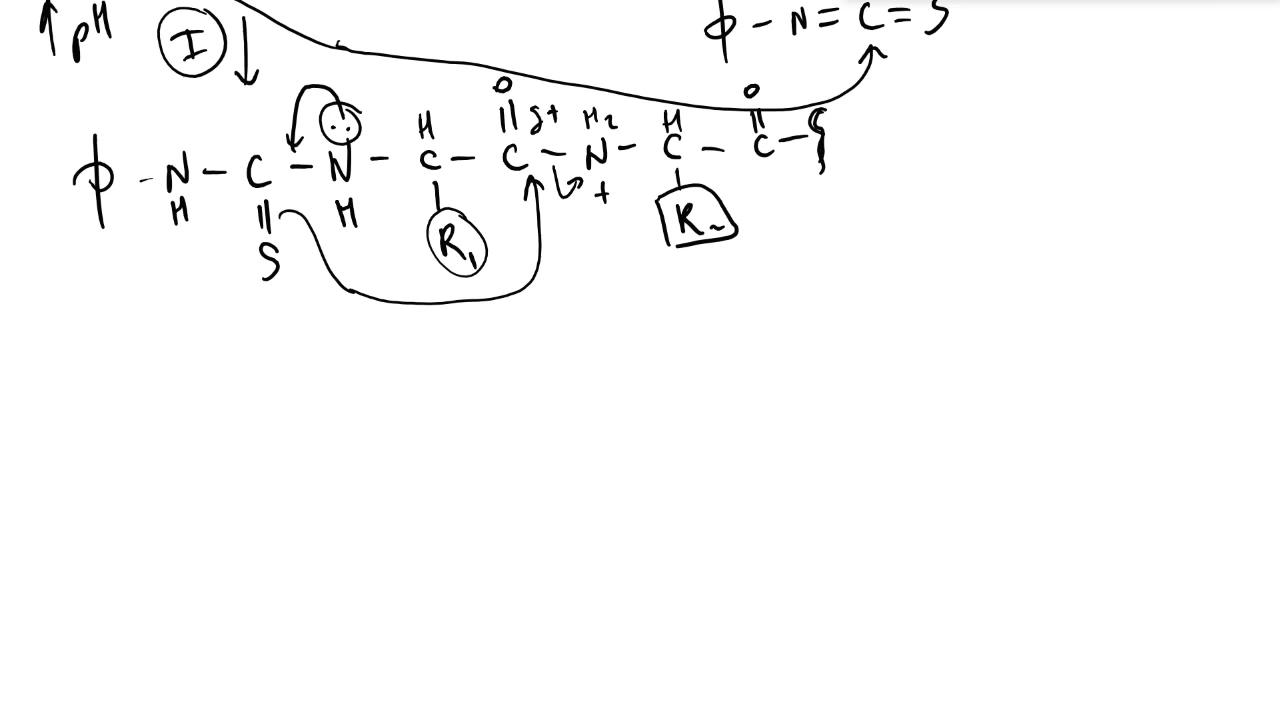 ↑ pH I ↓ ϕ - N = C = S
O O
H || δ+ H2 H ||
ϕ - N - C - N - C - C - N - C - C -
H || H | + |
S R1 R2